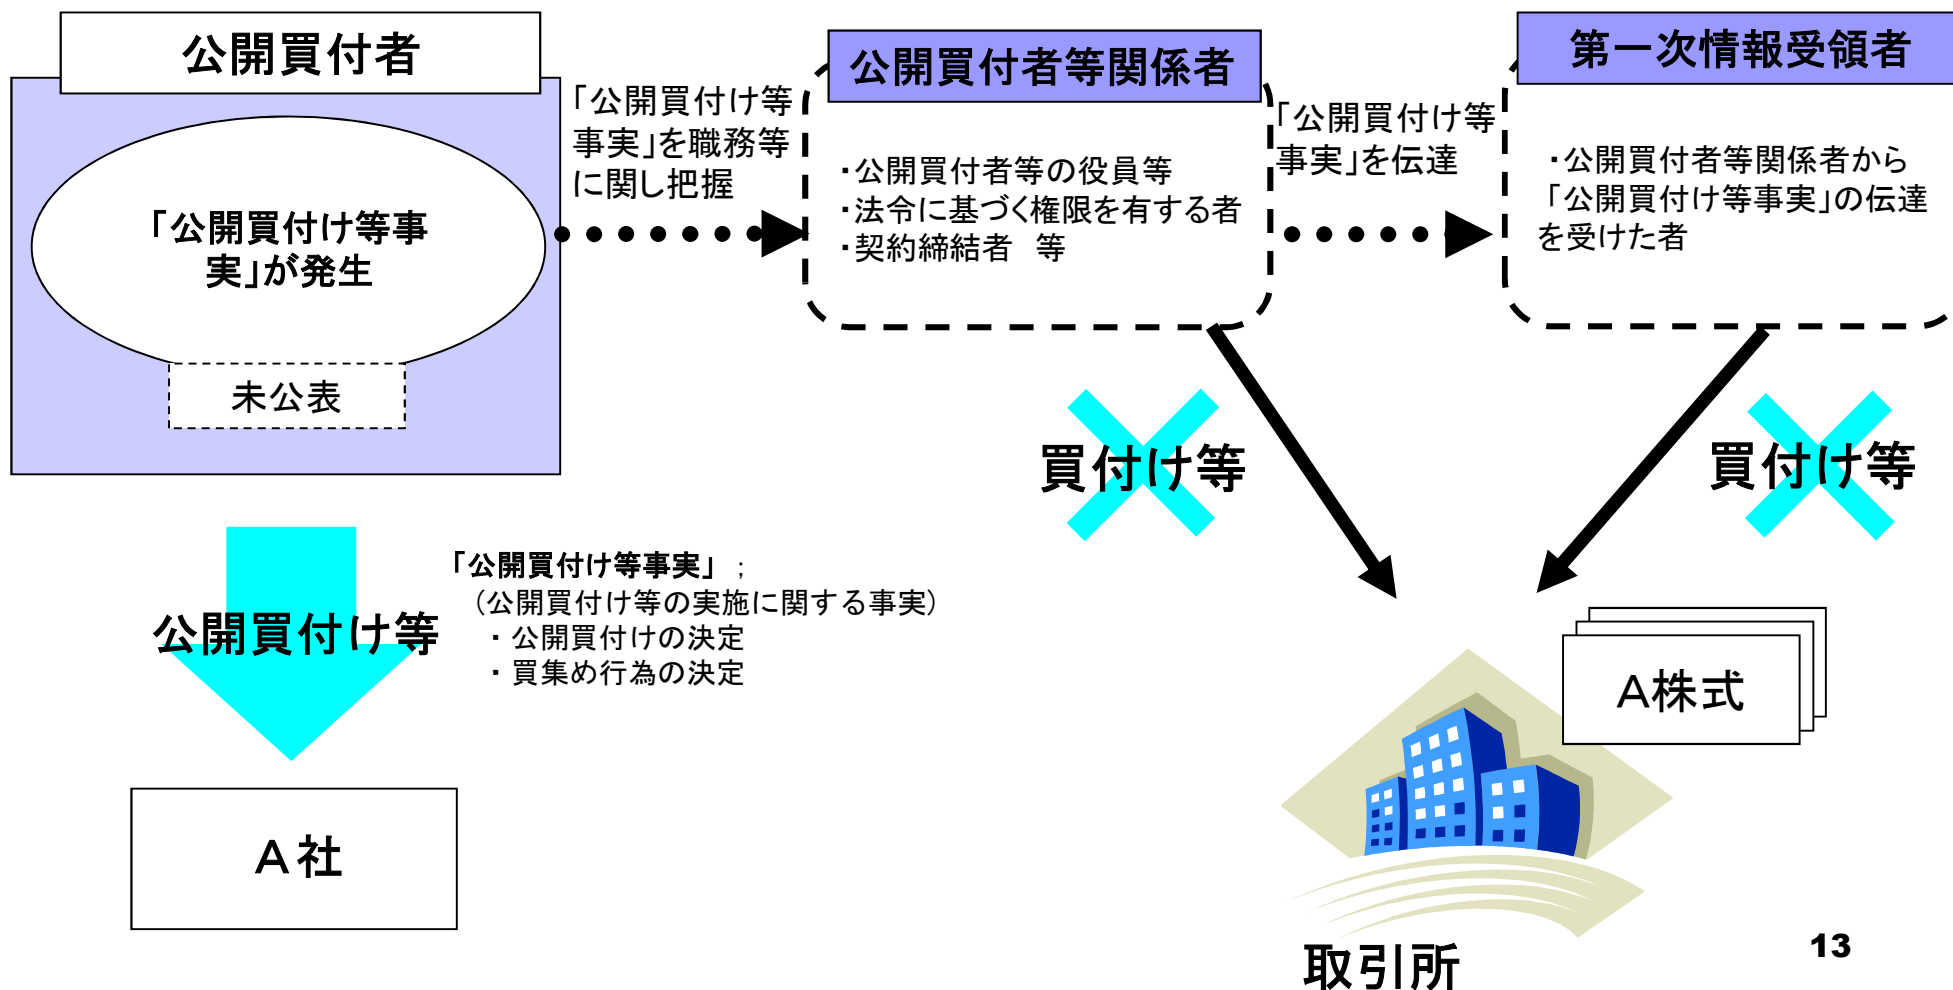 公開買付者
「公開買付け等事
実」が発生
未公表
「公開買付け等
事実」を職務等
に関し把握
公開買付者等関係者
・公開買付者等の役員等
・法令に基づく権限を有する者
・契約締結者　等
「公開買付け等
事実」を伝達
第一次情報受領者
・公開買付者等関係者から
「公開買付け等事実」の伝達
を受けた者
買付け等
買付け等
公開買付け等
「公開買付け等事実」；
（公開買付け等の実施に関する事実）
・公開買付けの決定
・買集め行為の決定
Ａ社
Ａ株式
取引所
13